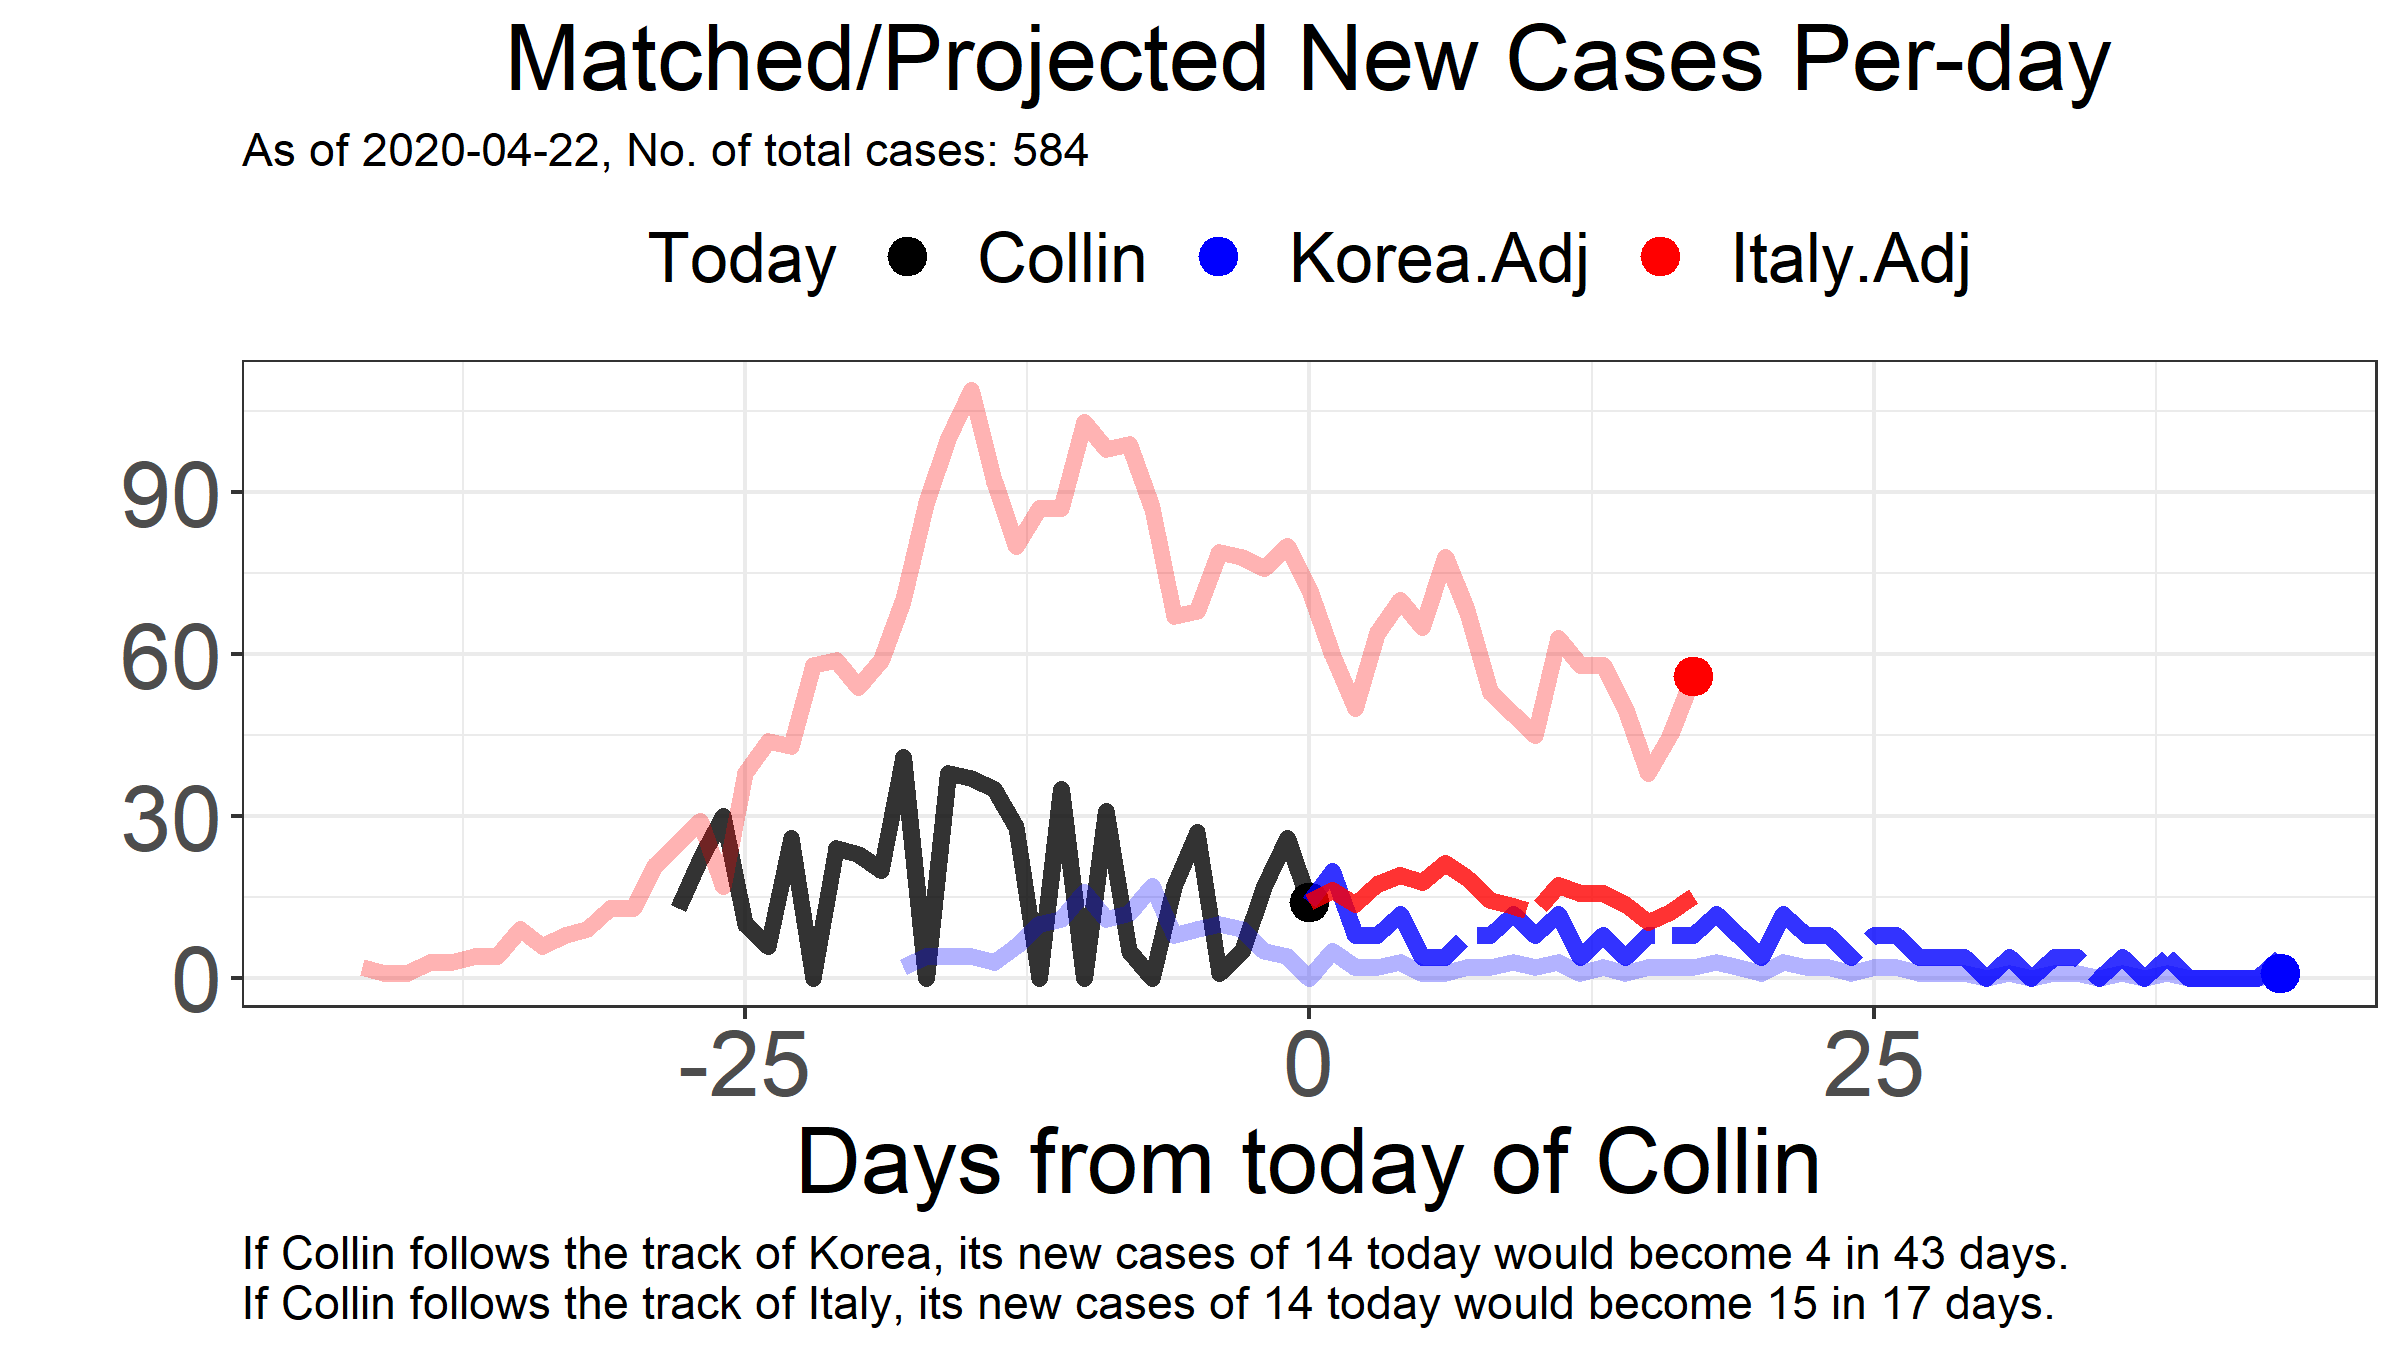 Matched/Projected New Cases Per-day
As of 2020-04-22, No. of total cases: 584
Today Collin Korea.Adj Italy.Adj
90
60
30
0
-25 0 25
Days from today of Collin
If Collin follows the track of Korea, its new cases of 14 today would become 4 in 43 days.
If Collin follows the track of Italy, its new cases of 14 today would become 15 in 17 days.